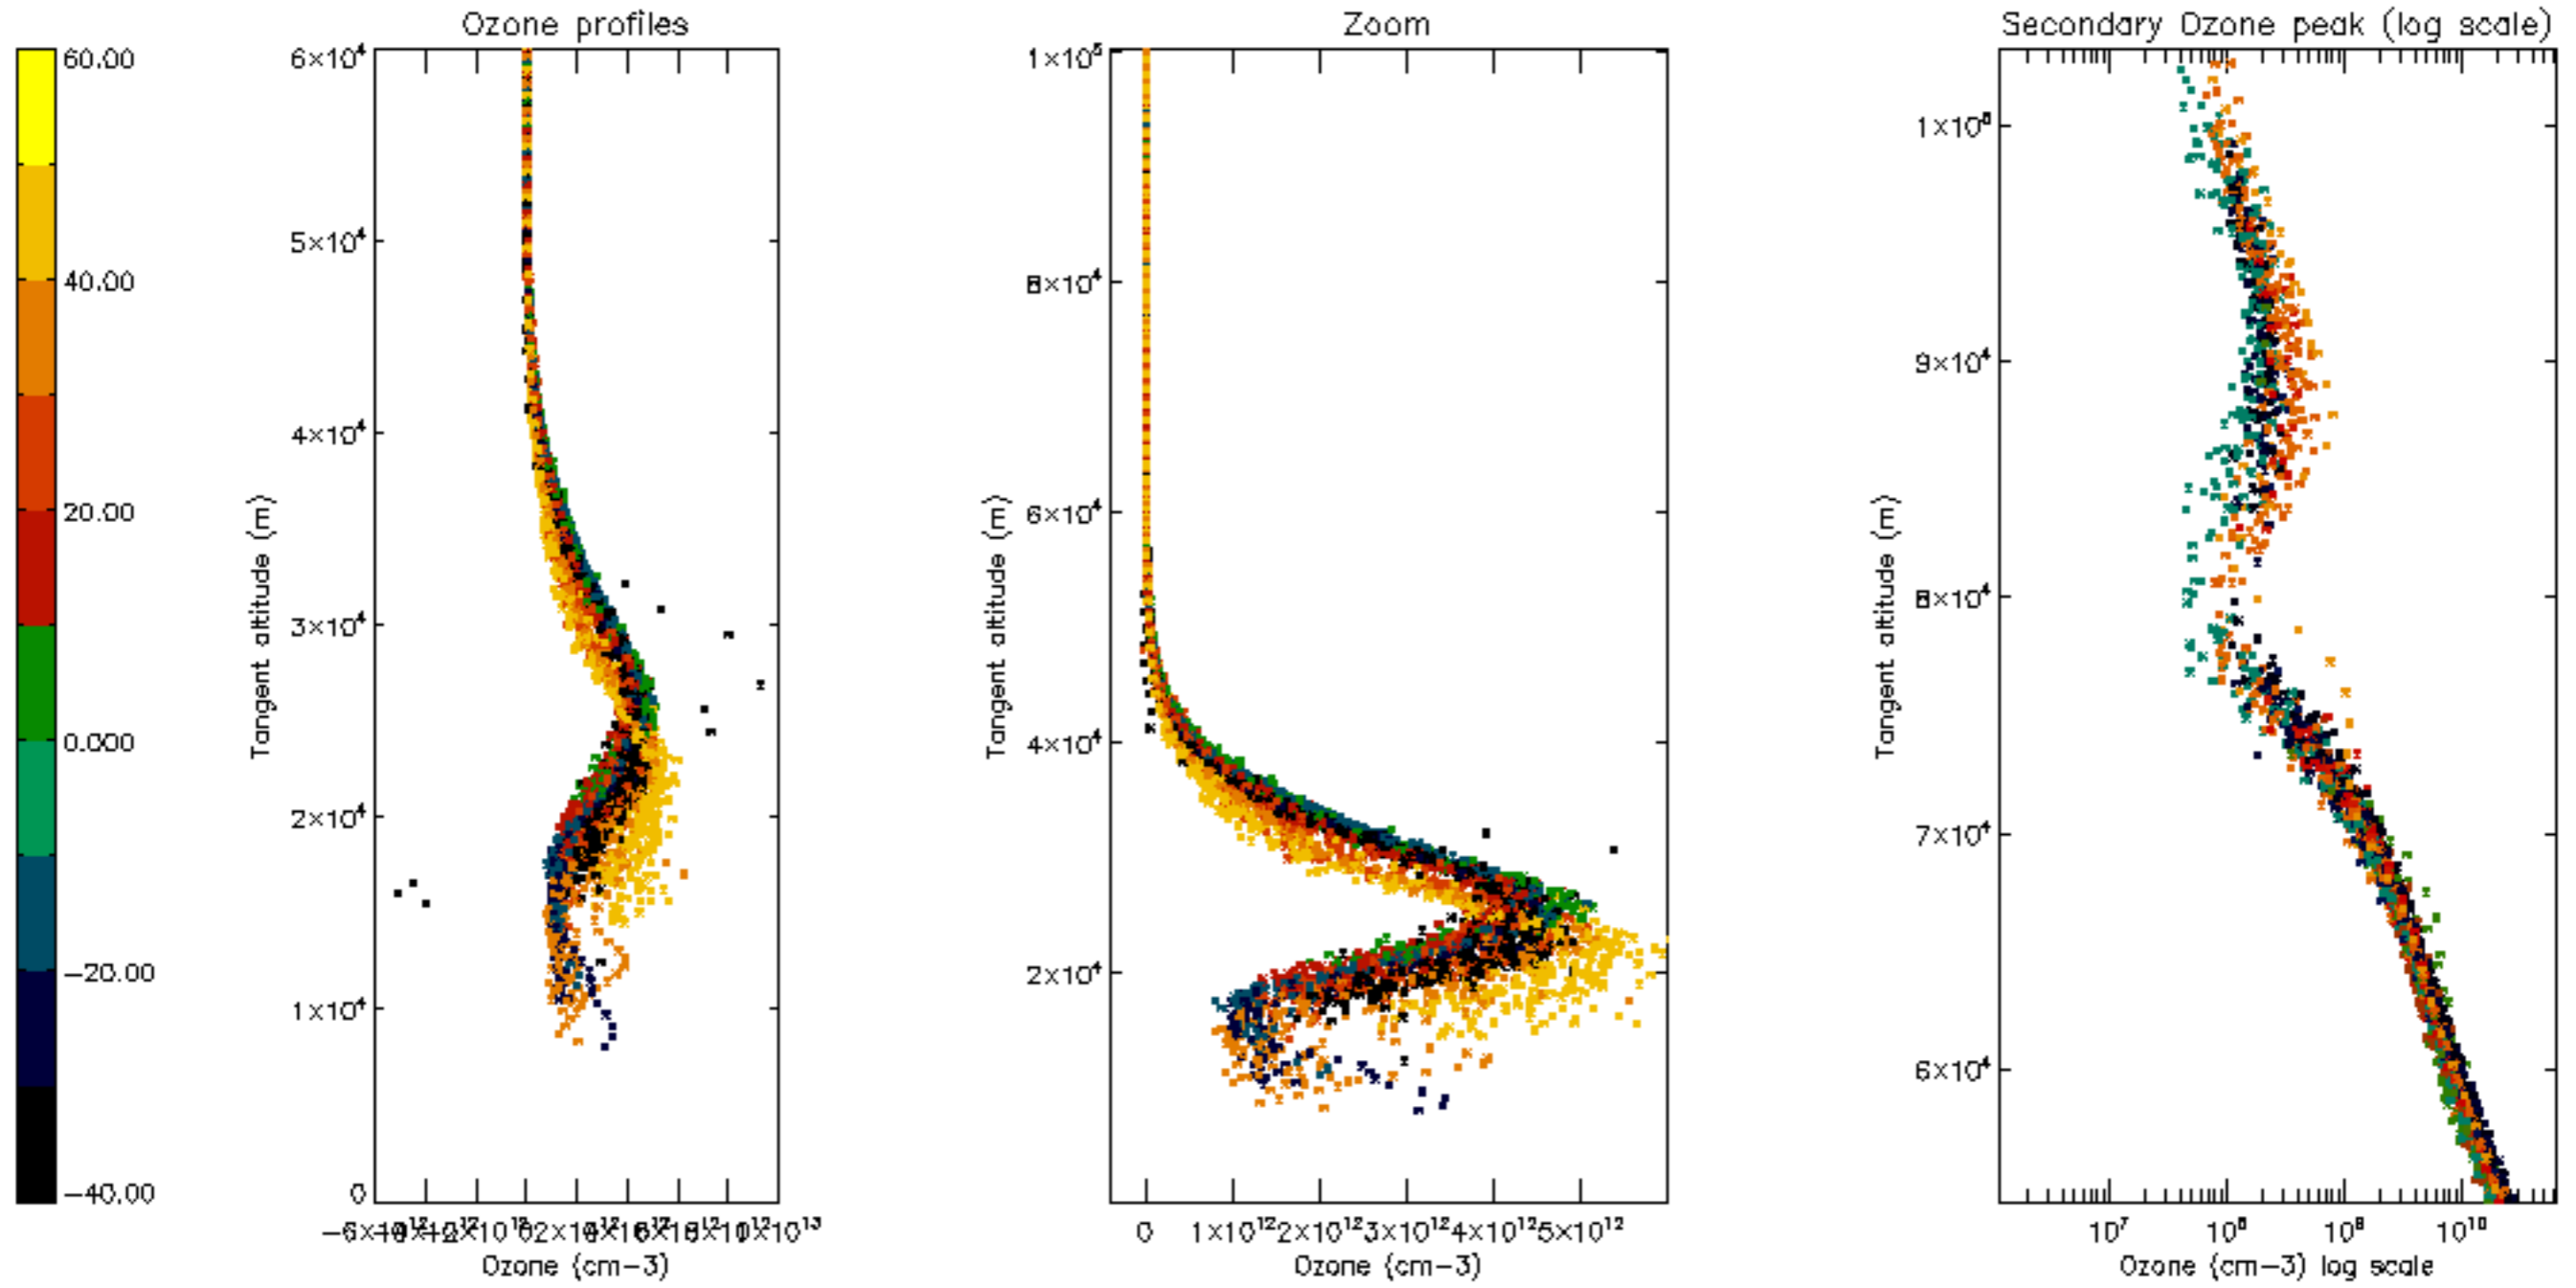 Ozone profiles
Zoom
Secondary Ozone peak (log scale)
60.00
40.00
20.00
0.000
-20.00
-40.00
6×10⁴
5×10⁴
4×10⁴
3×10⁴
2×10⁴
1×10⁴
0
Tangent altitude (m)
Ozone (cm-3)
1×10⁵
8×10⁴
6×10⁴
4×10⁴
2×10⁴
Tangent altitude (m)
0 1×10¹² 2×10¹² 3×10¹² 4×10¹² 5×10¹²
Ozone (cm-3)
1×10⁵
9×10⁴
8×10⁴
7×10⁴
6×10⁴
Tangent altitude (m)
10⁷ 10⁸ 10⁹ 10¹⁰
Ozone (cm-3) log scale